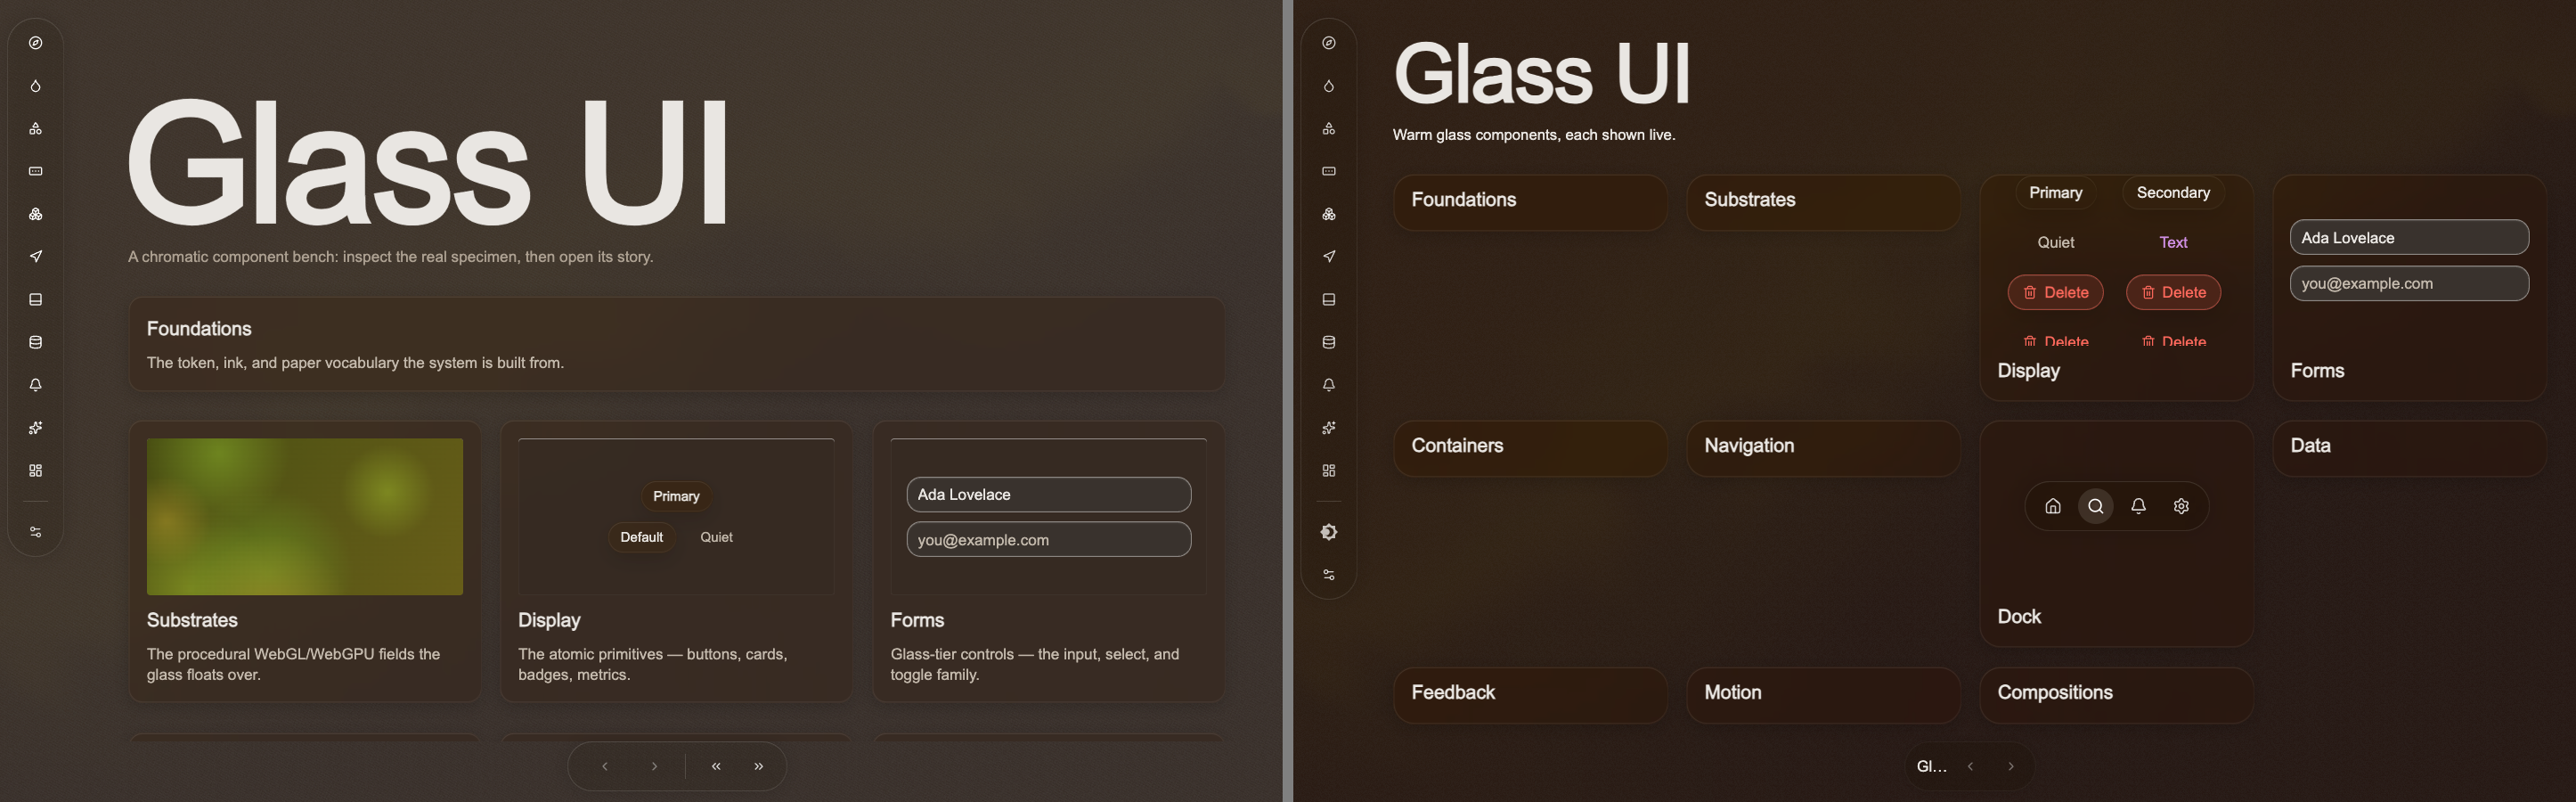 Glass UI
A chromatic component bench: inspect the real specimen, then open its story.
Foundations
The token, ink, and paper vocabulary the system is built from.
Substrates
The procedural WebGL/WebGPU fields the
glass floats over.
Primary
Default
Quiet
Display
The atomic primitives — buttons, cards,
badges, metrics.
Ada Lovelace
you@example.com
Forms
Glass-tier controls — the input, select, and
toggle family.
Glass UI
Warm glass components, each shown live.
Foundations
Substrates
Primary
Secondary
Quiet
Text
Delete
Delete
Delete
Delete
Display
Ada Lovelace
you@example.com
Forms
Containers
Navigation
Dock
Data
Feedback
Motion
Compositions
Gl...